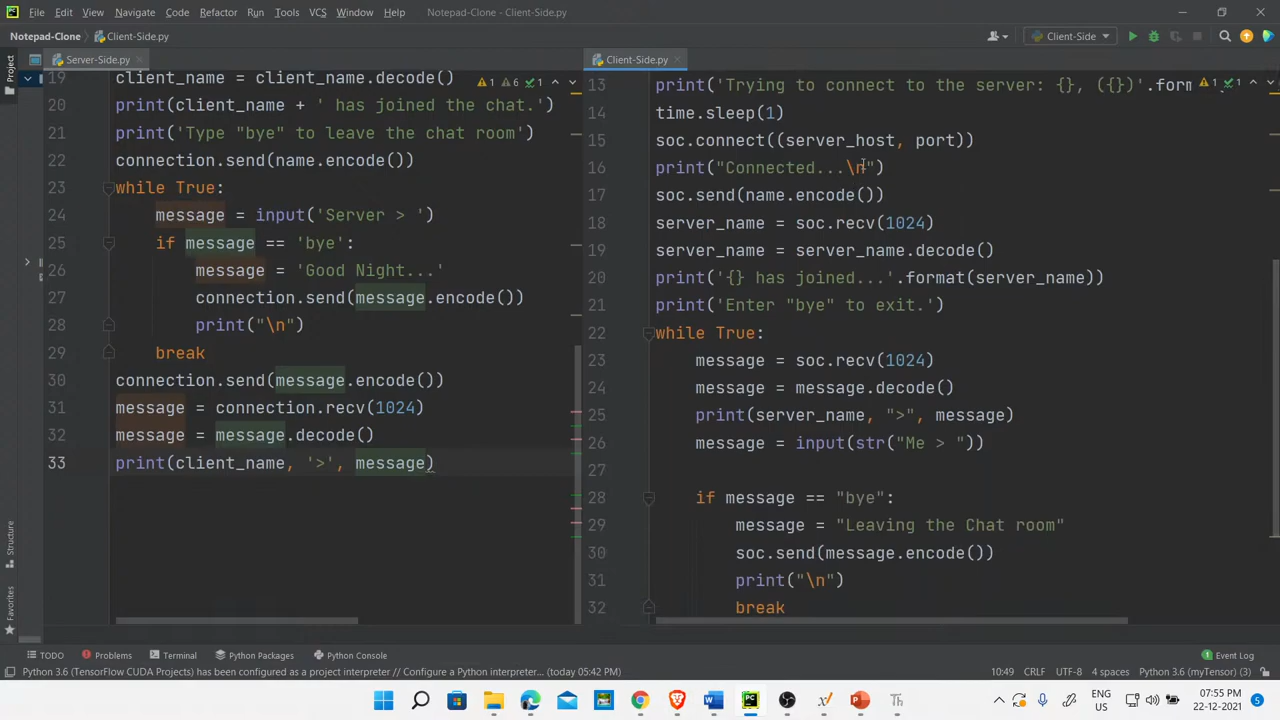 File Edit View Navigate Code Refactor Run Tools VCS Window Help Notepad-Clone - Client-Side.py
Notepad-Clone Client-Side.py Client-Side
Server-Side.py
19 client_name = client_name.decode()
20 print(client_name + ' has joined the chat.')
21 print('Type "bye" to leave the chat room')
22 connection.send(name.encode())
23 while True:
24 message = input('Server > ')
25 if message == 'bye':
26 message = 'Good Night...'
27 connection.send(message.encode())
28 print("\n")
29 break
30 connection.send(message.encode())
31 message = connection.recv(1024)
32 message = message.decode()
33 print(client_name, '>', message)
1 6 1
Client-Side.py
13 print('Trying to connect to the server: {}, ({})'.form
1 1
14 time.sleep(1)
15 soc.connect((server_host, port))
16 print("Connected...\n")
17 soc.send(name.encode())
18 server_name = soc.recv(1024)
19 server_name = server_name.decode()
20 print('{} has joined...'.format(server_name))
21 print('Enter "bye" to exit.')
22 while True:
23 message = soc.recv(1024)
24 message = message.decode()
25 print(server_name, ">", message)
26 message = input(str("Me > "))
27
28 if message == "bye":
29 message = "Leaving the Chat room"
30 soc.send(message.encode())
31 print("\n")
32 break
Project
Structure
Favorites
TODO Problems Terminal Python Packages Python Console 1 Event Log
Python 3.6 (TensorFlow CUDA Projects) has been configured as a project interpreter // Configure a Python interpreter... (today 05:42 PM) 10:49 CRLF UTF-8 4 spaces Python 3.6 (myTensor) (3)
ENG
US
07:55 PM
22-12-2021
5